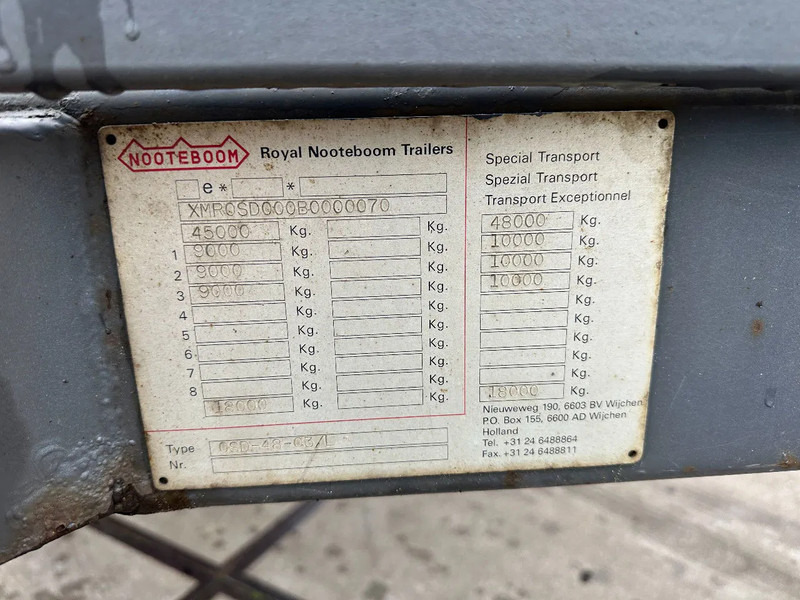 NOOTEBOOM Royal Nooteboom Trailers
e* *
XMROSD000B0000070
45000 Kg. Kg.
1 9000 Kg. Kg.
2 9000 Kg. Kg.
3 9000 Kg. Kg.
4 Kg. Kg.
5 Kg. Kg.
6. Kg. Kg.
7 Kg. Kg.
8 Kg. Kg.
18000 Kg. Kg.
Special Transport
Spezial Transport
Transport Exceptionnel
48000 Kg.
10000 Kg.
10000 Kg.
10000 Kg.
Kg.
Kg.
Kg.
Kg.
18000 Kg.
Nieuweweg 190, 6603 BV Wijchen
P.O. Box 155, 6600 AD Wijchen
Holland
Tel. +31 24 6488864
Fax. +31 24 6488811
Type
Nr.